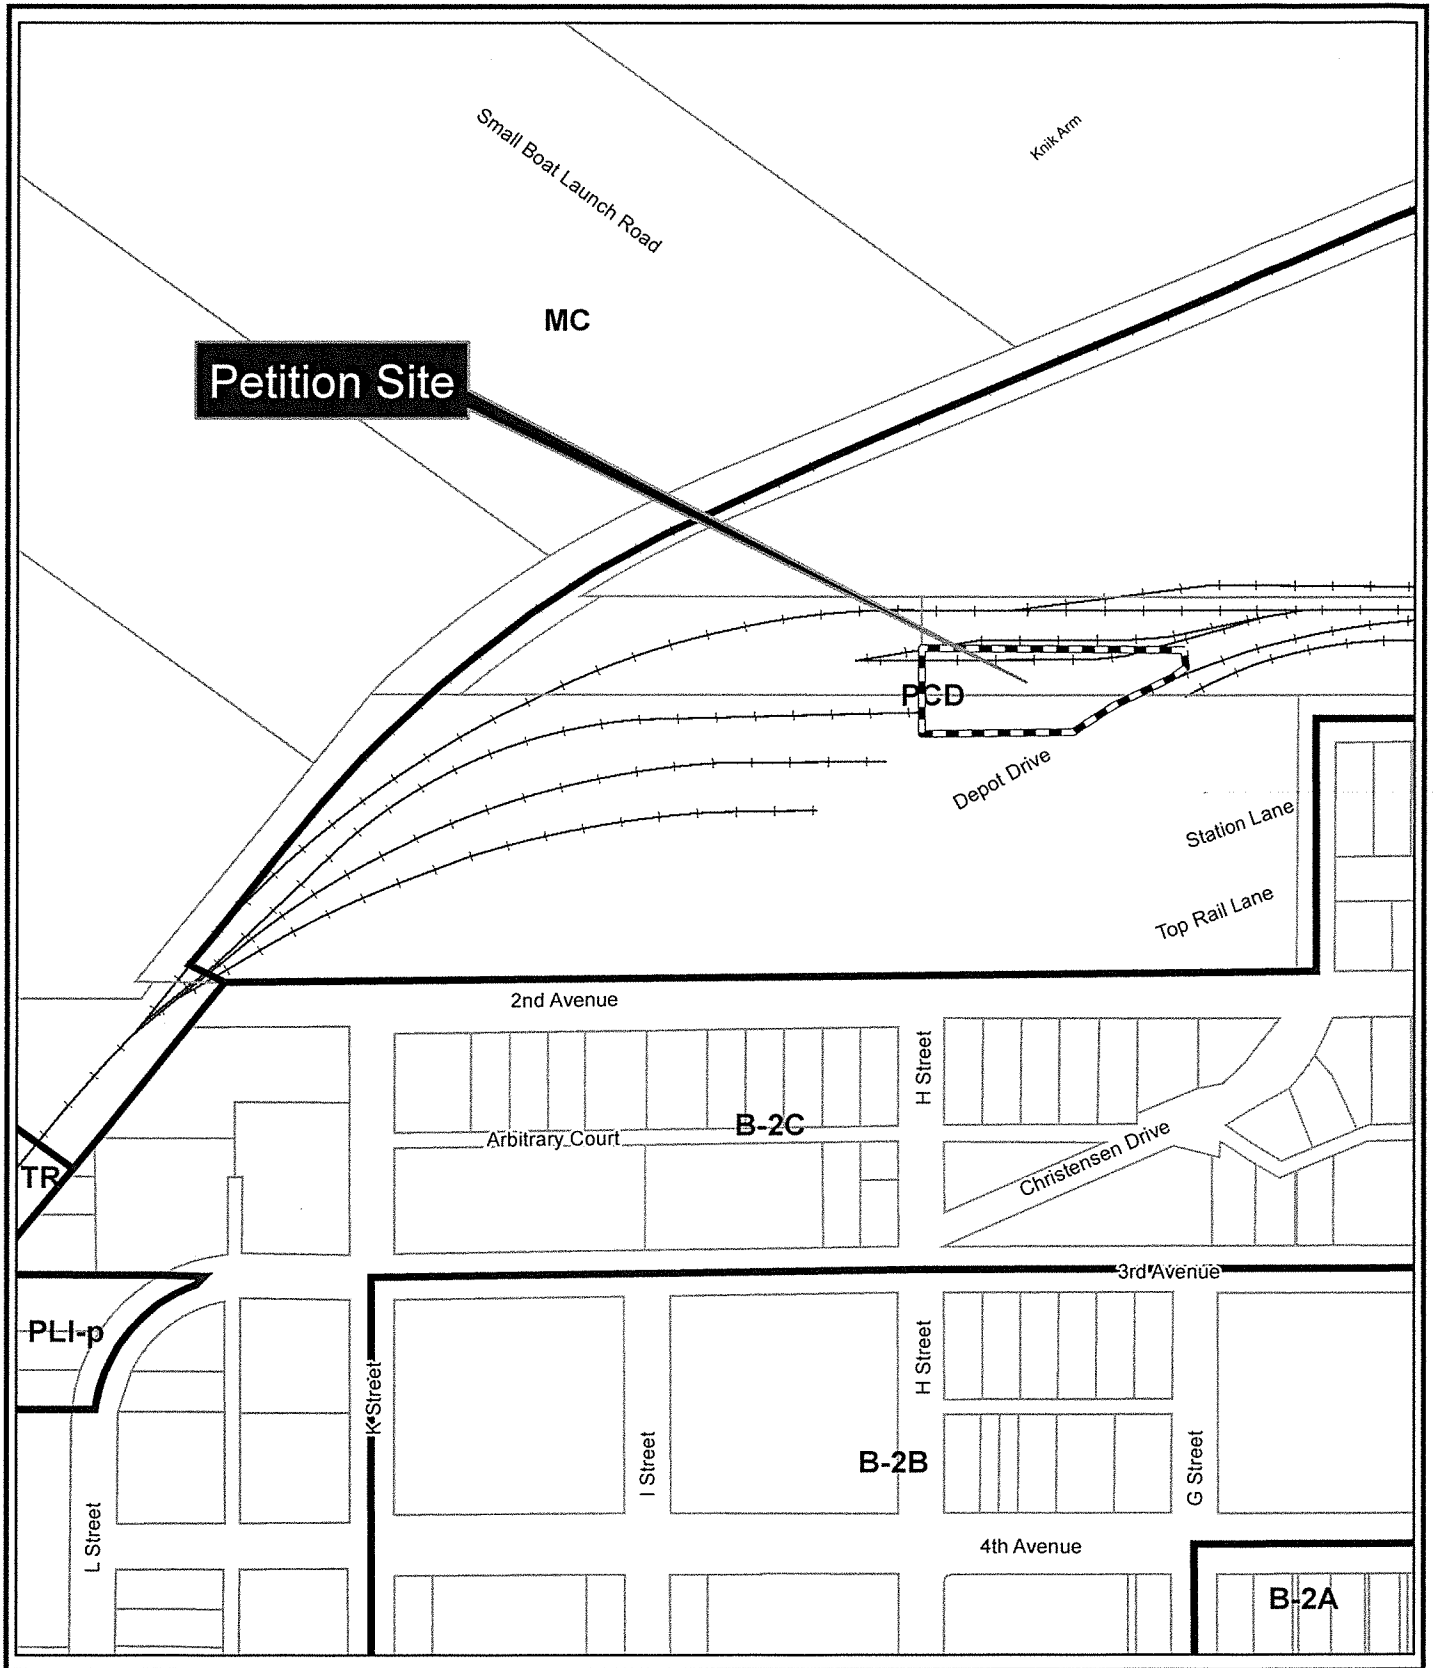 Small Boat Launch Road
Knik Arm
MC
Petition Site
PCD
Depot Drive
Station Lane
Top Rail Lane
2nd Avenue
H Street
B-2C
Arbitrary Court
Christensen Drive
TR
3rd Avenue
PLI-p
K Street
H Street
I Street
B-2B
G Street
L Street
4th Avenue
B-2A